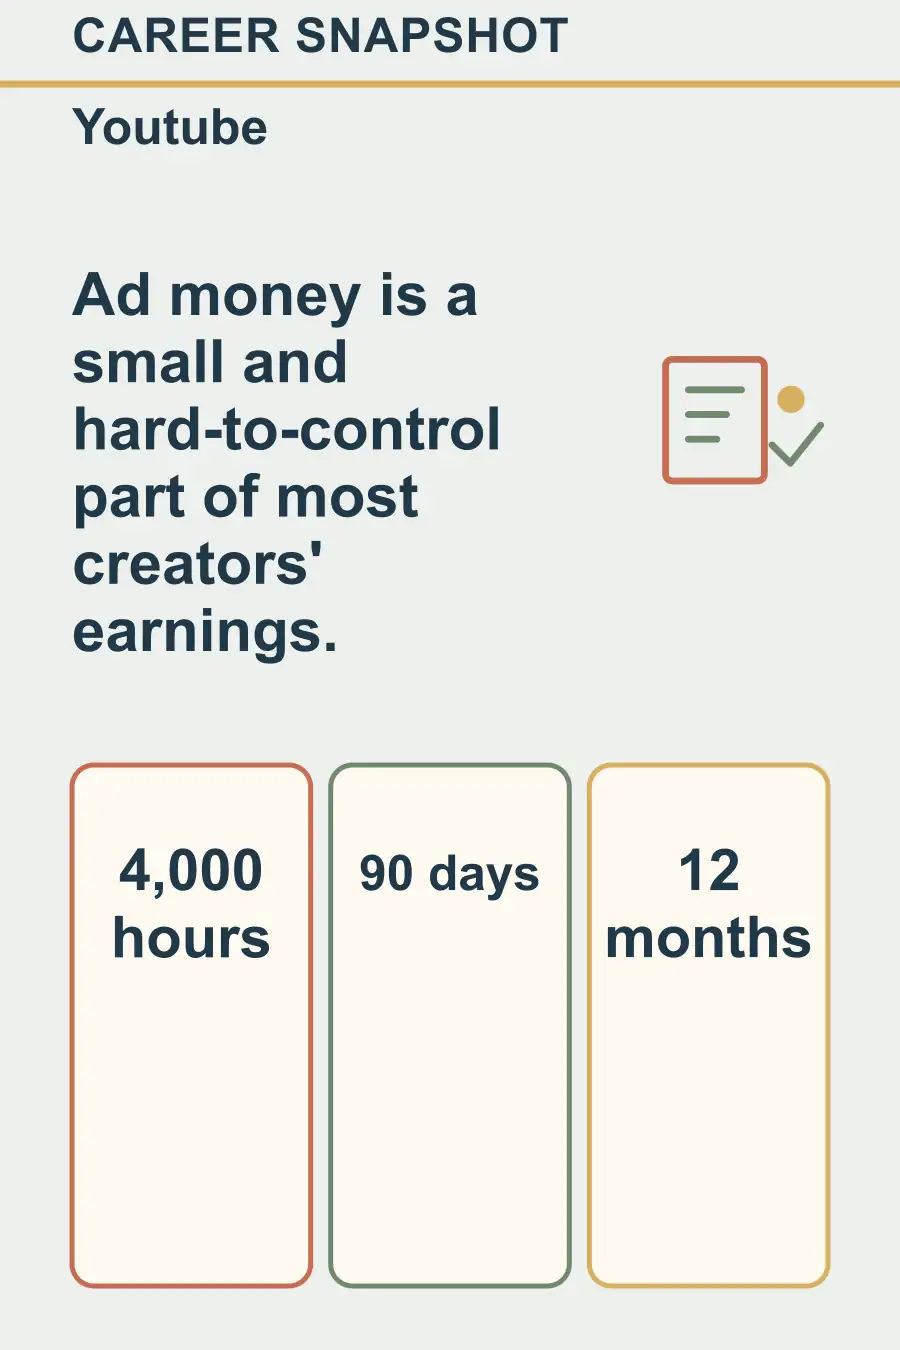 CAREER SNAPSHOT
Youtube
Ad money is a
small and
hard-to-control
part of most
creators'
earnings.
4,000
hours
90 days
12
months